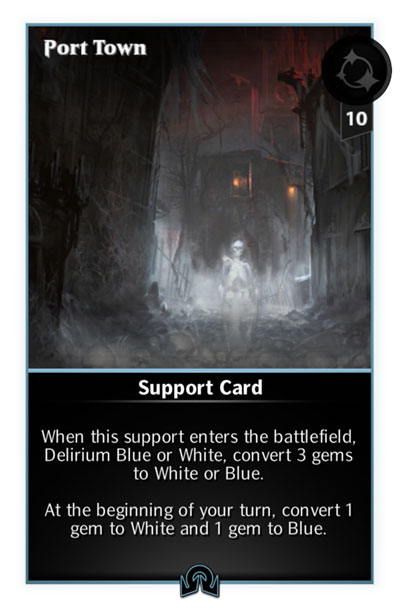 Port Town
10
Support Card
When this support enters the battlefield,
Delirium Blue or White, convert 3 gems
to White or Blue.
At the beginning of your turn, convert 1
gem to White and 1 gem to Blue.